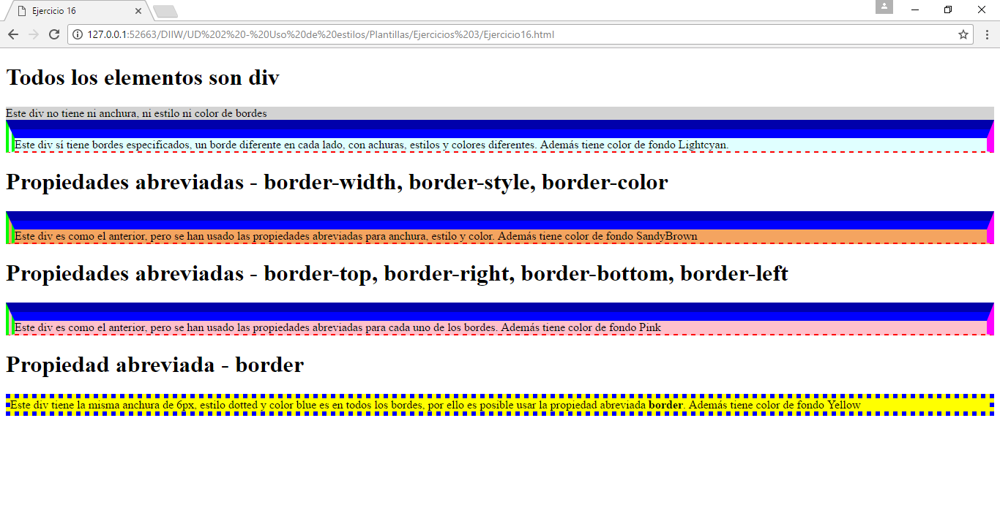 Ejercicio 16
127.0.0.1:52663/DIIW/UD%202%20-%20Uso%20de%20estilos/Plantillas/Ejercicios%203/Ejercicio16.html
Todos los elementos son div
Este div no tiene ni anchura, ni estilo ni color de bordes
Este div sí tiene bordes especificados, un borde diferente en cada lado, con achuras, estilos y colores diferentes. Además tiene color de fondo Lightcyan.
Propiedades abreviadas - border-width, border-style, border-color
Este div es como el anterior, pero se han usado las propiedades abreviadas para anchura, estilo y color. Además tiene color de fondo SandyBrown
Propiedades abreviadas - border-top, border-right, border-bottom, border-left
Este div es como el anterior, pero se han usado las propiedades abreviadas para cada uno de los bordes. Además tiene color de fondo Pink
Propiedad abreviada - border
Este div tiene la misma anchura de 6px, estilo dotted y color blue es en todos los bordes, por ello es posible usar la propiedad abreviada border. Además tiene color de fondo Yellow